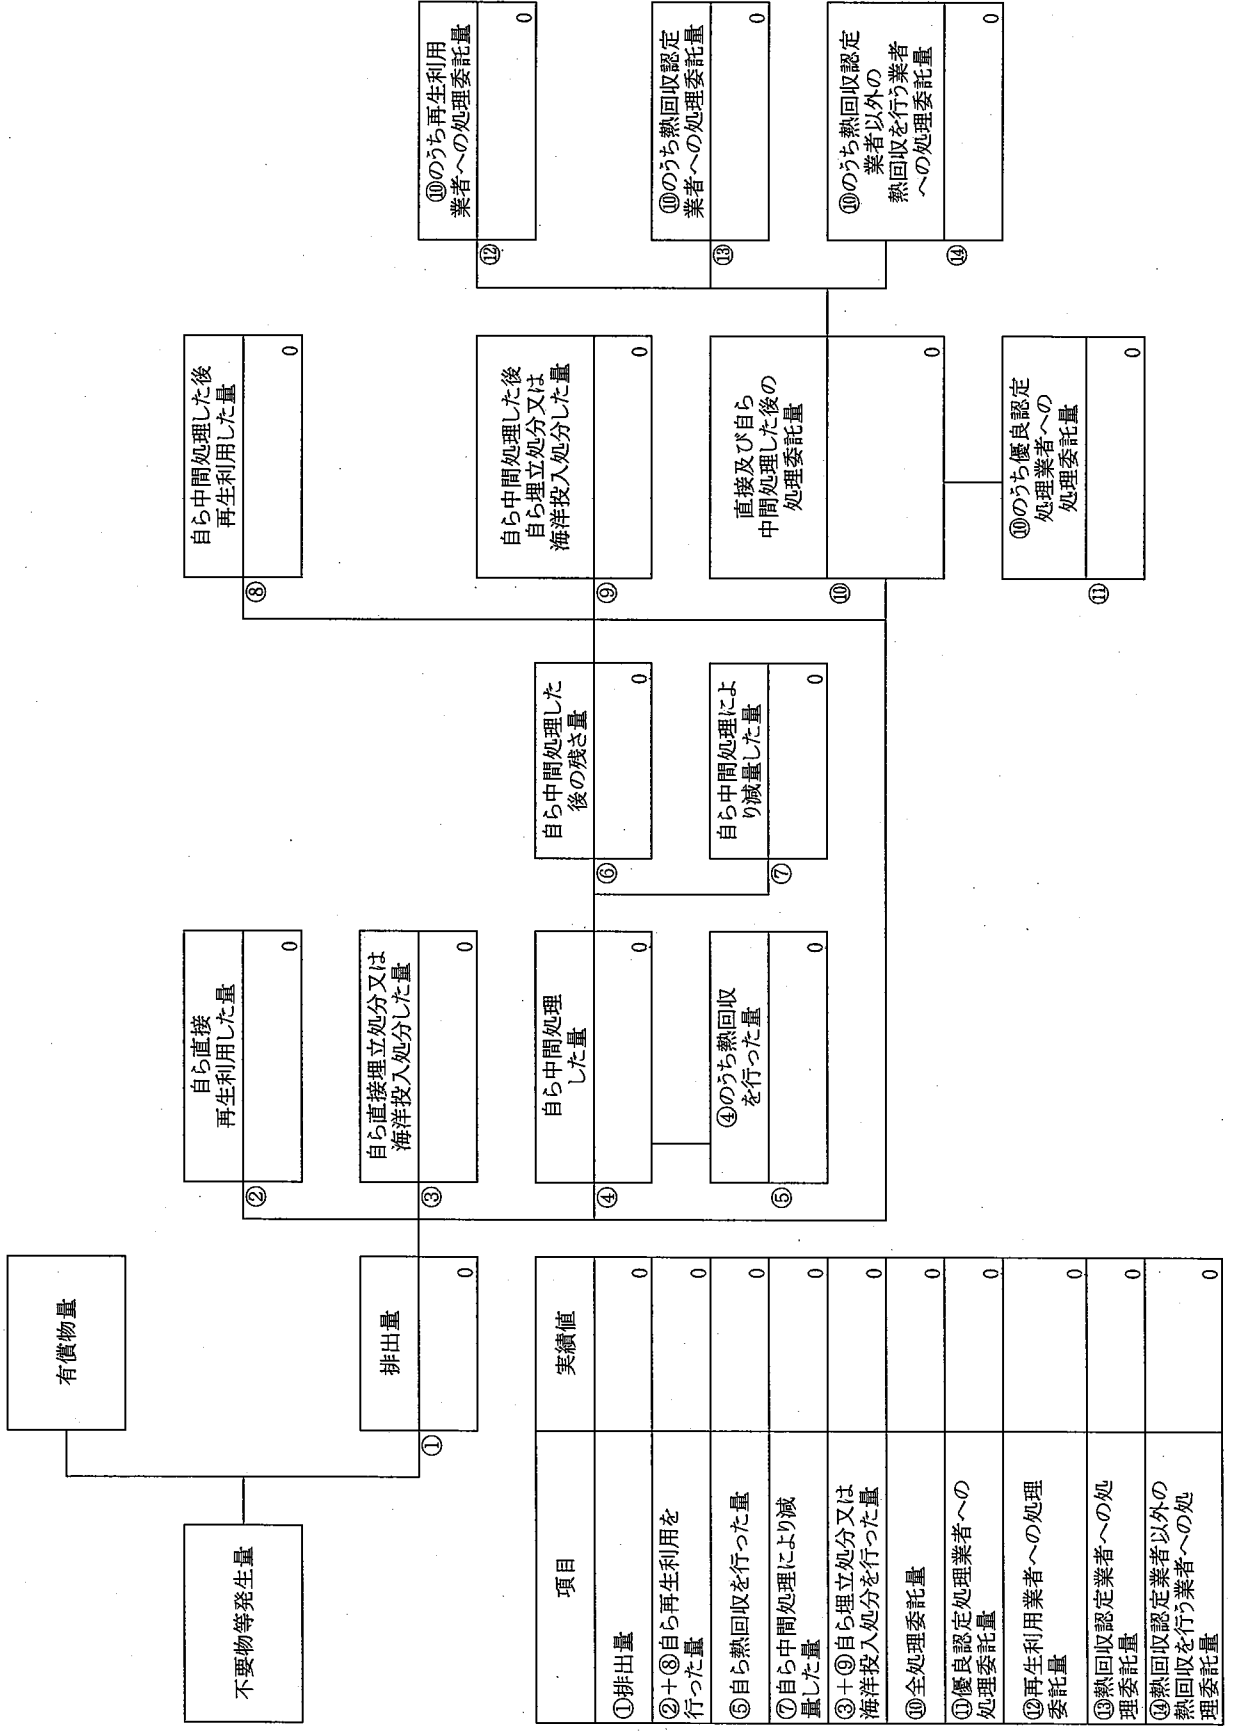 有償物量
不要物等発生量
①
排出量
0
②
自ら直接
再生利用した量
0
③
自ら直接埋立処分又は
海洋投入処分した量
0
④
自ら中間処理
した量
0
⑤
④のうち熱回収
を行った量
0
⑥
自ら中間処理した
後の残さ量
0
⑦
自ら中間処理によ
り減量した量
0
⑧
自ら中間処理した後
再生利用した量
0
⑨
自ら中間処理した後
自ら埋立処分又は
海洋投入処分した量
0
⑩
直接及び自ら
中間処理した後の
処理委託量
0
⑪
⑩のうち優良認定
処理業者への
処理委託量
0
⑫
⑩のうち再生利用
業者への処理委託量
0
⑬
⑩のうち熱回収認定
業者への処理委託量
0
⑭
⑩のうち熱回収認定
業者以外の
熱回収を行う業者
への処理委託量
0
項目 実績値
①排出量 0
②+⑧自ら再生利用を
行った量 0
⑤自ら熱回収を行った量 0
⑦自ら中間処理により減
量した量 0
③+⑨自ら埋立処分又は
海洋投入処分を行った量 0
⑩全処理委託量 0
⑪優良認定処理業者への
処理委託量 0
⑫再生利用業者への処理
委託量 0
⑬熱回収認定業者への処
理委託量 0
⑭熱回収認定業者以外の
熱回収を行う業者への処
理委託量 0